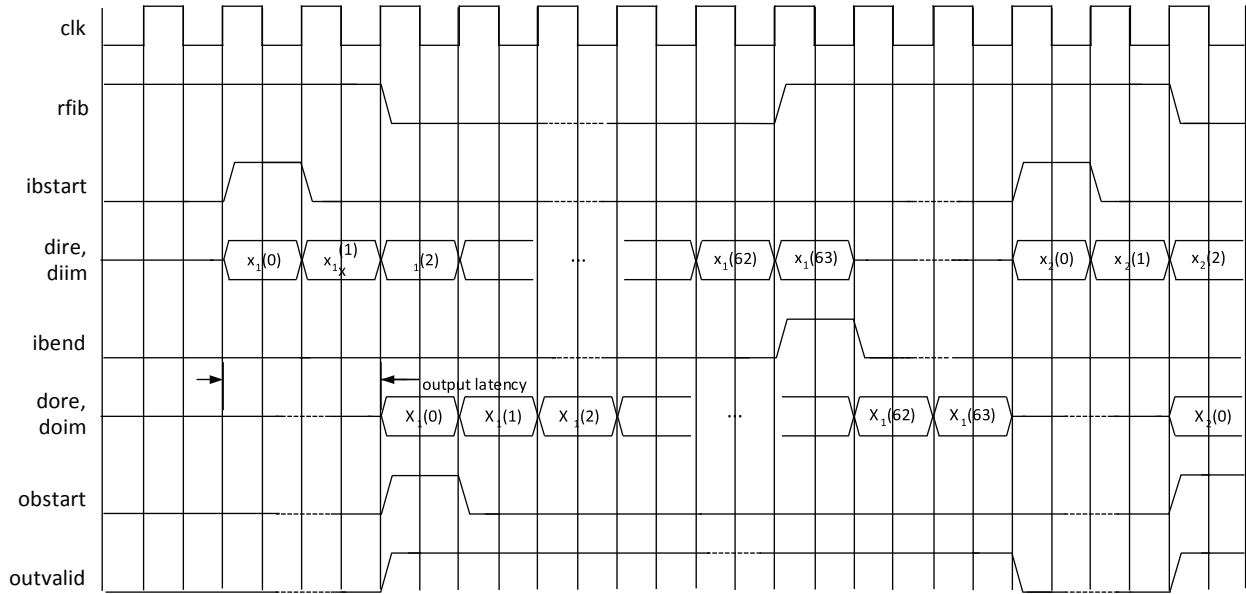 clk
rfib
ibstart
dire,
diim
x₁(0)
x₁(1)
x
₁(2)
...
x₁(62)
x₁(63)
x₂(0)
x₂(1)
x₂(2)
ibend
output latency
dore,
doim
X₁(0)
X₁(1)
X₁(2)
...
X₁(62)
X₁(63)
X₂(0)
obstart
outvalid